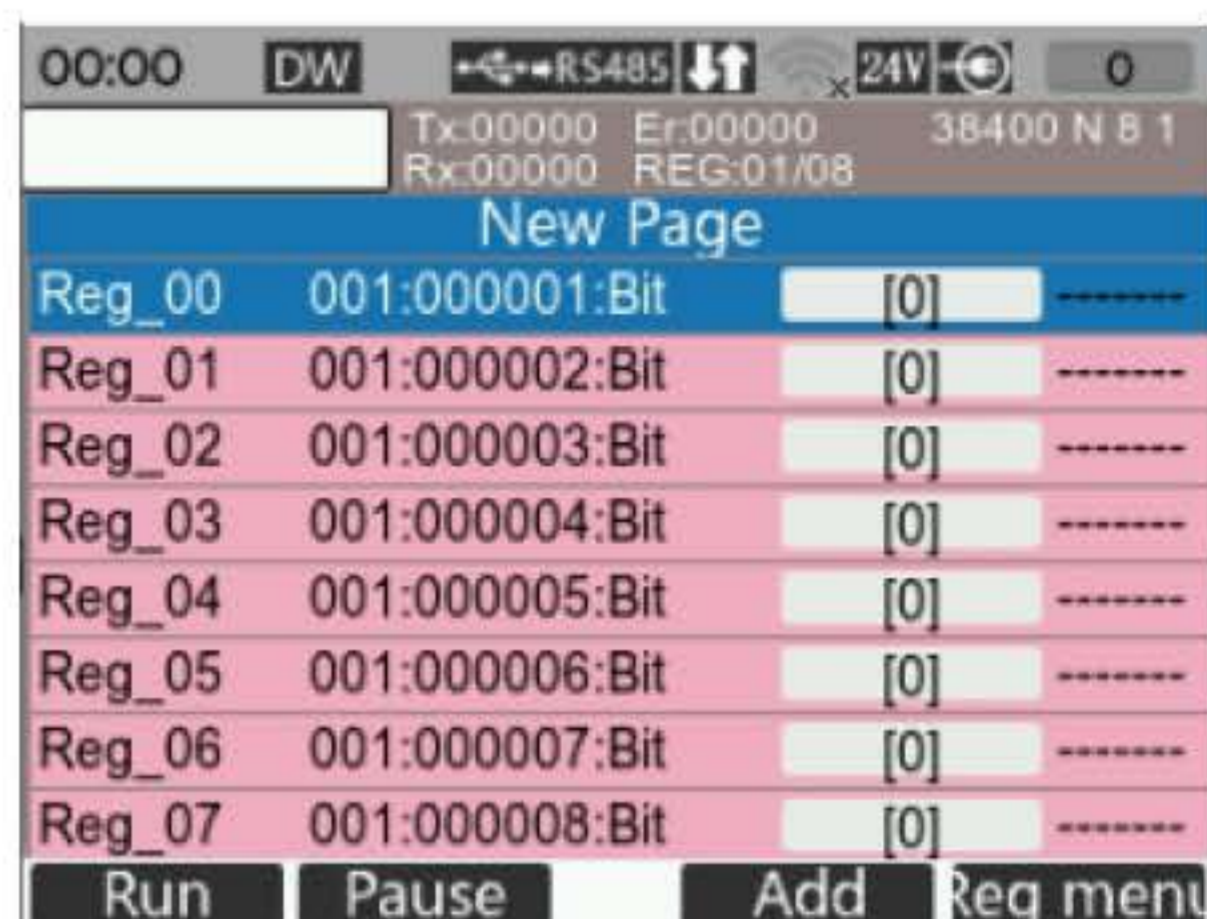 00:00 DW RS485 24V 0
Tx:00000 Er:00000 38400 N 8 1
Rx:00000 REG:01/08
New Page
Reg_00 001:000001:Bit [0] -------
Reg_01 001:000002:Bit [0] -------
Reg_02 001:000003:Bit [0] -------
Reg_03 001:000004:Bit [0] -------
Reg_04 001:000005:Bit [0] -------
Reg_05 001:000006:Bit [0] -------
Reg_06 001:000007:Bit [0] -------
Reg_07 001:000008:Bit [0] -------
Run Pause Add Reg menu